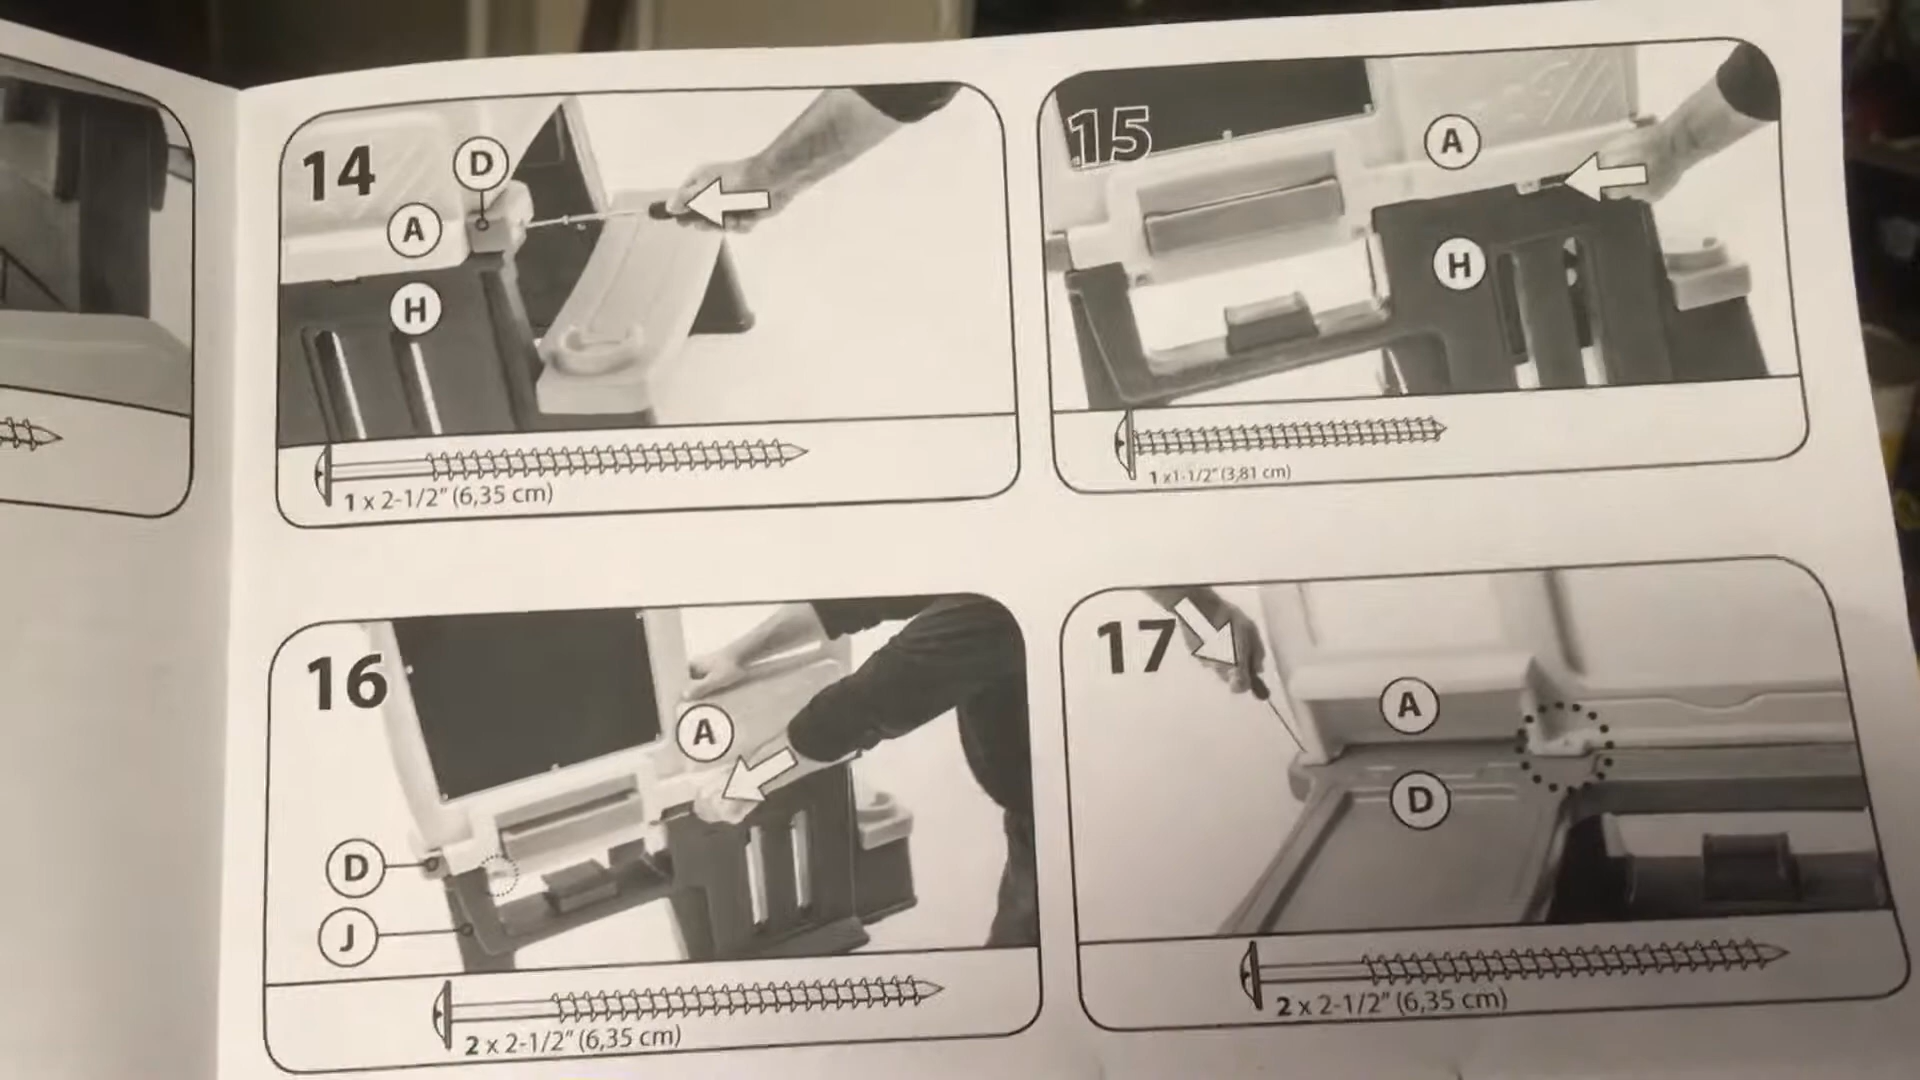 14
D
A
H
1 x 2-1/2” (6,35 cm)
15
A
H
1 x1-1/2” (3,81 cm)
16
A
D
J
2 x 2-1/2” (6,35 cm)
17
A
D
2 x 2-1/2” (6,35 cm)